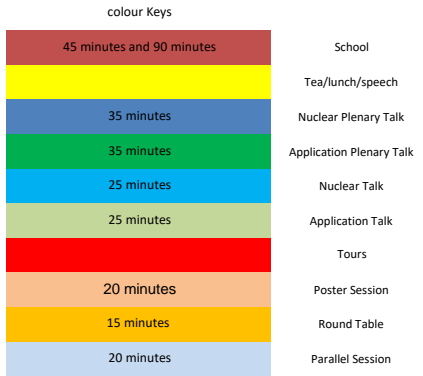 colour Keys
45 minutes and 90 minutes School
Tea/lunch/speech
35 minutes Nuclear Plenary Talk
35 minutes Application Plenary Talk
25 minutes Nuclear Talk
25 minutes Application Talk
Tours
20 minutes Poster Session
15 minutes Round Table
20 minutes Parallel Session